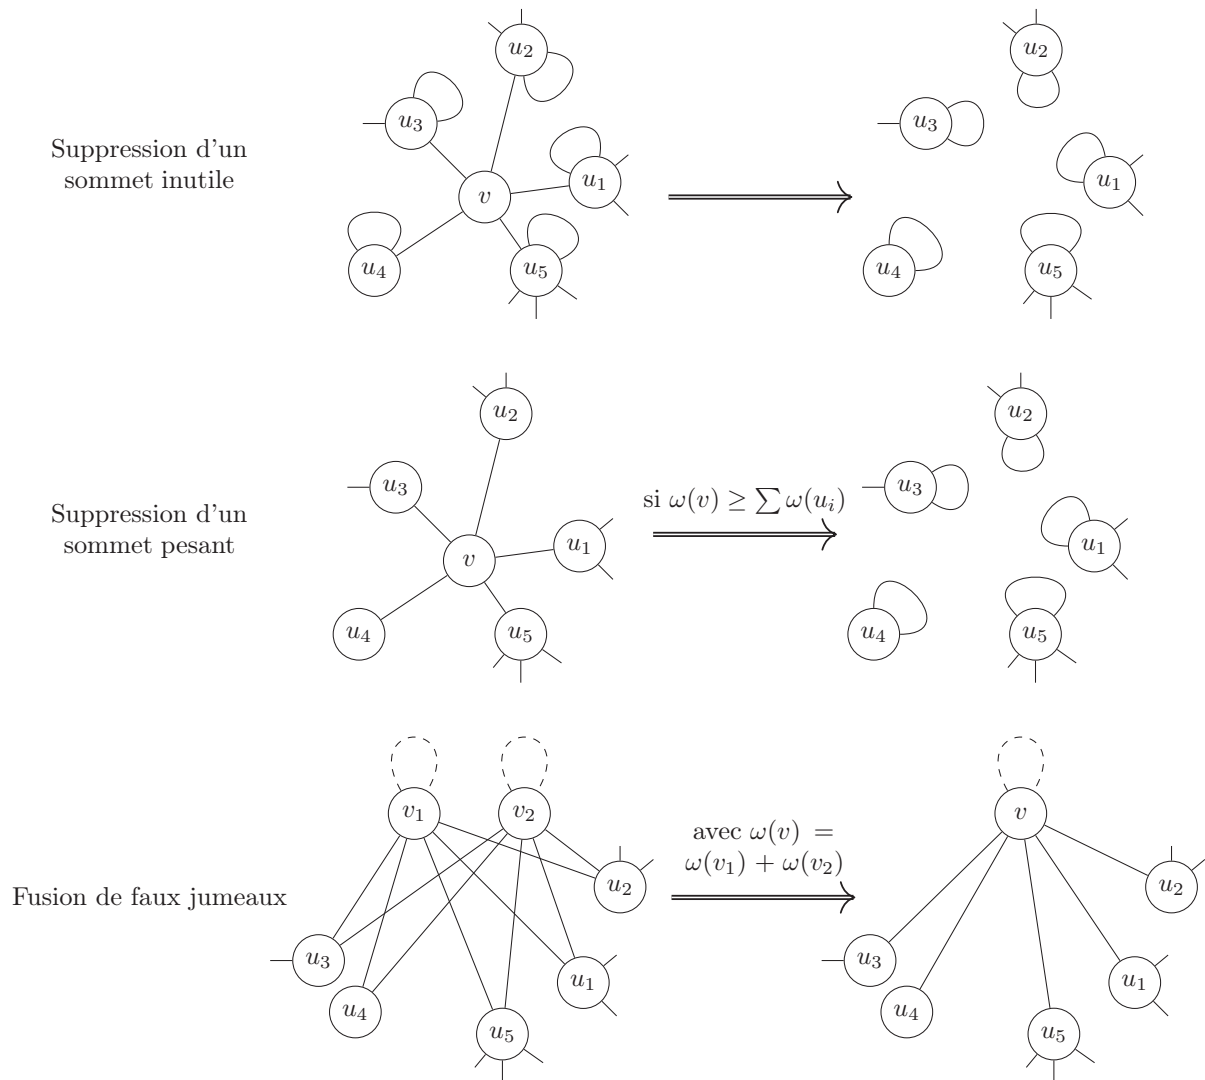 u₂
u₃
u₁
v
u₄
u₅
Suppression d'un
sommet inutile
u₂
u₃
u₁
u₄
u₅
u₂
u₃
u₁
v
u₄
u₅
Suppression d'un
sommet pesant
si ω(v) ≥ ∑ ω(uᵢ)
u₂
u₃
u₁
u₄
u₅
Fusion de faux jumeaux
v₁ v₂
u₂
u₃
u₁
u₄
u₅
avec ω(v) =
ω(v₁) + ω(v₂)
v
u₂
u₃
u₁
u₄
u₅